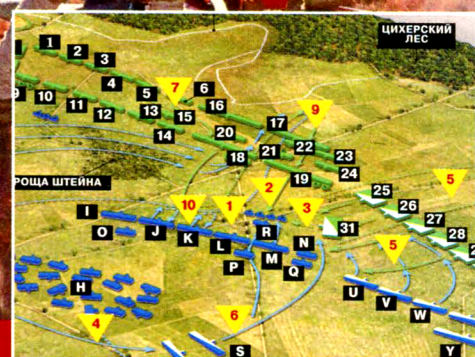 ЦИХЕРСКИЙ
ЛЕС
1
2
3
4
5
6
7
16
9
10
11
12
13
15
14
17
20
18
21
22
23
24
19
РОЩА ШТЕЙНА
I
O
J
10
K
1
L
P
2
R
M
3
N
Q
31
25
26
27
28
5
5
U
V
W
Y
H
4
6
S